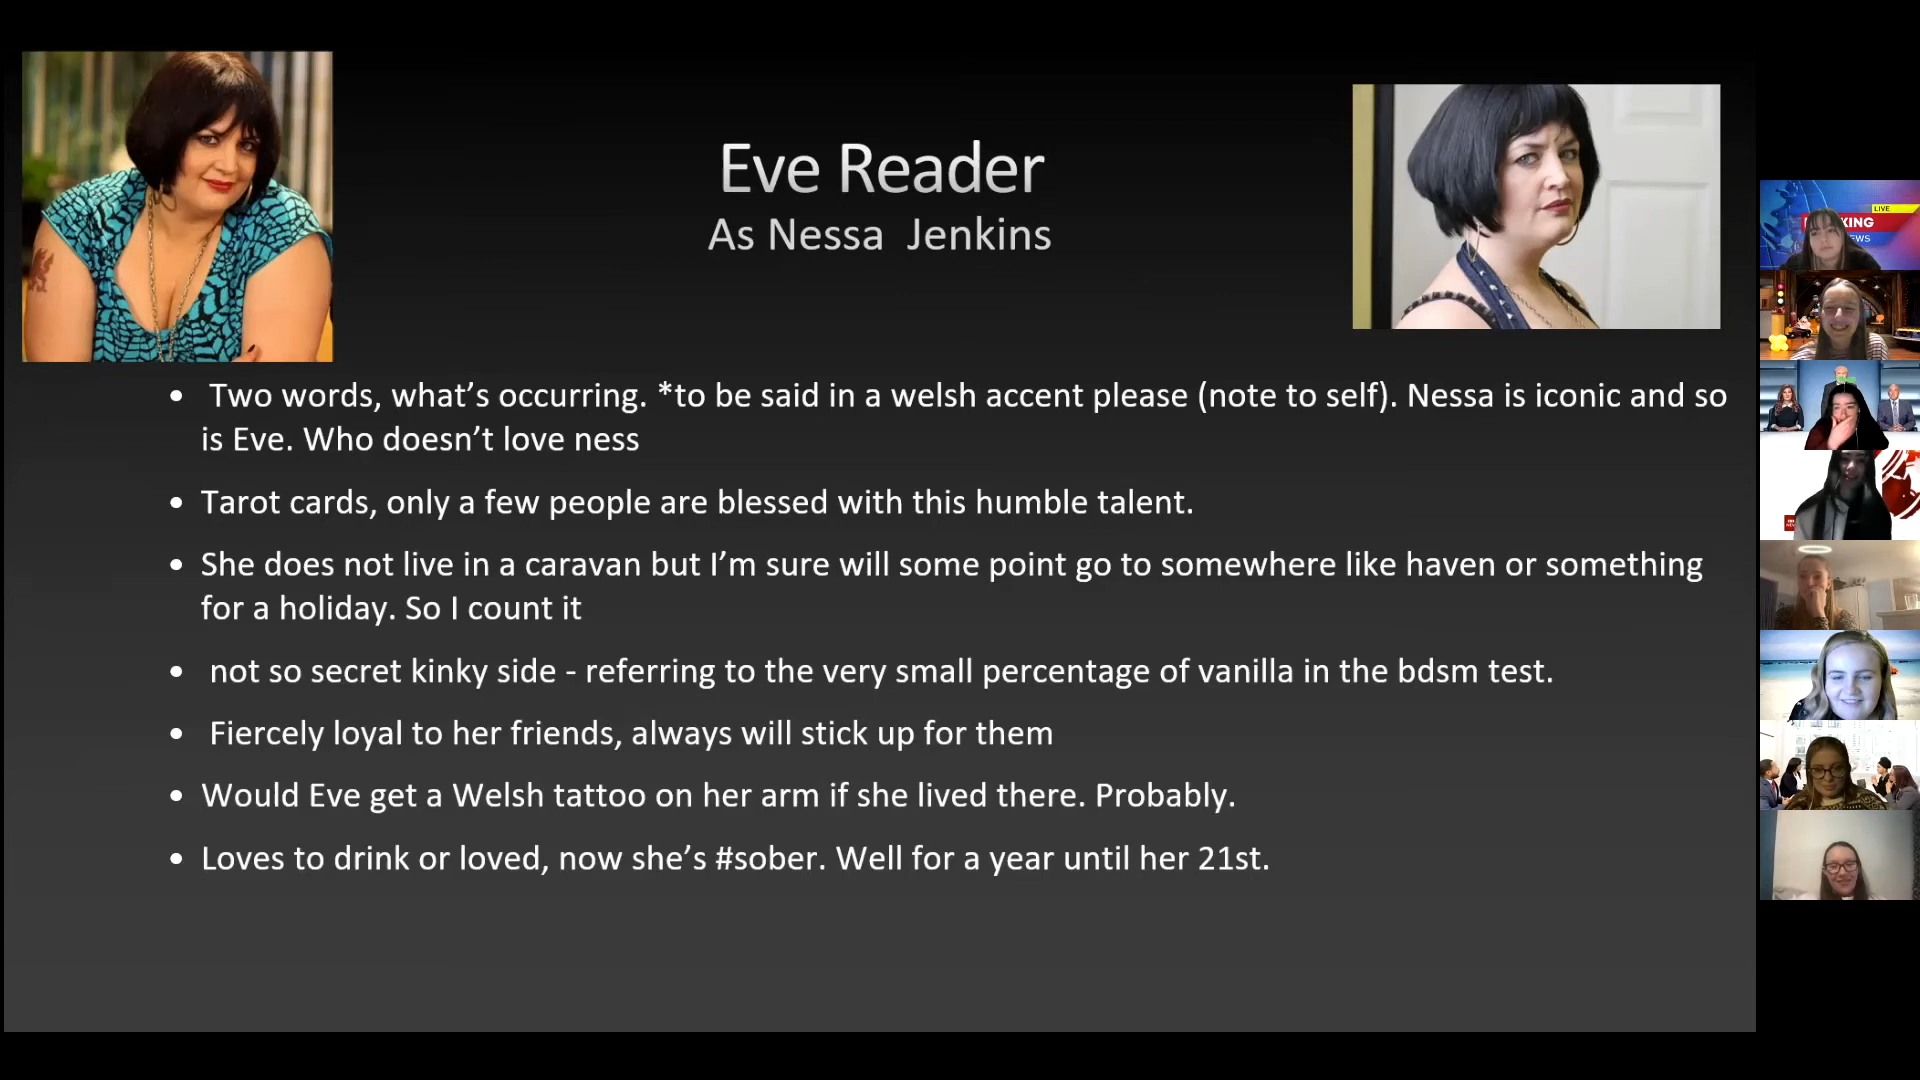 Eve Reader
As Nessa  Jenkins
• Two words, what's occurring. *to be said in a welsh accent please (note to self). Nessa is iconic and so
is Eve. Who doesn't love ness
• Tarot cards, only a few people are blessed with this humble talent.
• She does not live in a caravan but I'm sure will some point go to somewhere like haven or something
for a holiday. So I count it
• not so secret kinky side - referring to the very small percentage of vanilla in the bdsm test.
• Fiercely loyal to her friends, always will stick up for them
• Would Eve get a Welsh tattoo on her arm if she lived there. Probably.
• Loves to drink or loved, now she's #sober. Well for a year until her 21st.
LIVE
KING
EWS